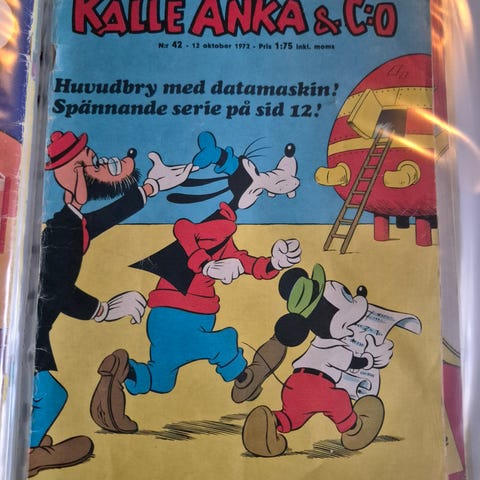 KALLE ANKA & C:O
N:r 42 - 12 oktober 1972 - Pris 1:75 inkl. moms
Huvudbry med datamaskin!
Spännande serie på sid 12!